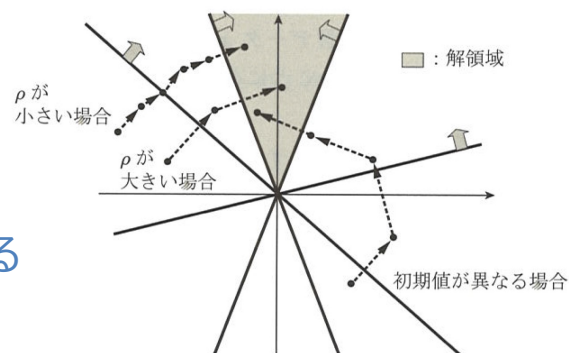 ：解領域
ρが
小さい場合
ρが
大きい場合
る
初期値が異なる場合